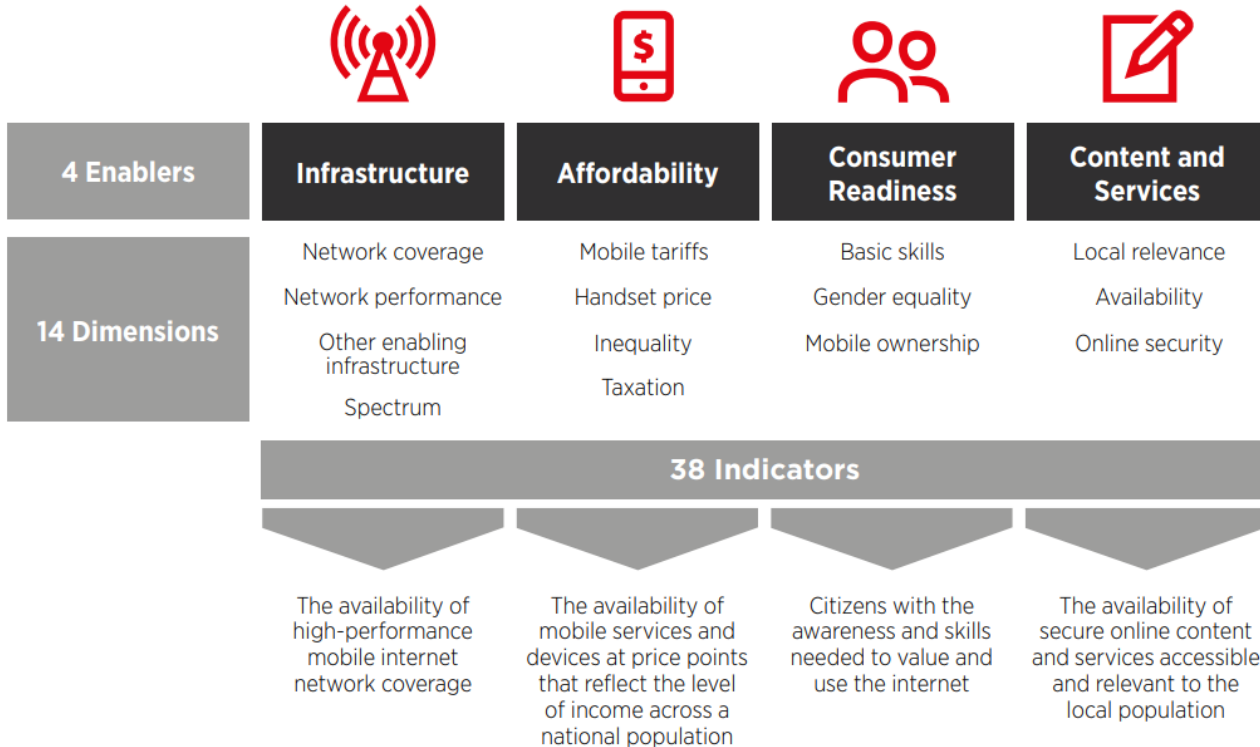 $
4 Enablers
Infrastructure
Affordability
Consumer
Readiness
Content and
Services
14 Dimensions
Network coverage
Network performance
Other enabling
infrastructure
Spectrum
Mobile tariffs
Handset price
Inequality
Taxation
Basic skills
Gender equality
Mobile ownership
Local relevance
Availability
Online security
38 Indicators
The availability of
high-performance
mobile internet
network coverage
The availability of
mobile services and
devices at price points
that reflect the level
of income across a
national population
Citizens with the
awareness and skills
needed to value and
use the internet
The availability of
secure online content
and services accessible
and relevant to the
local population